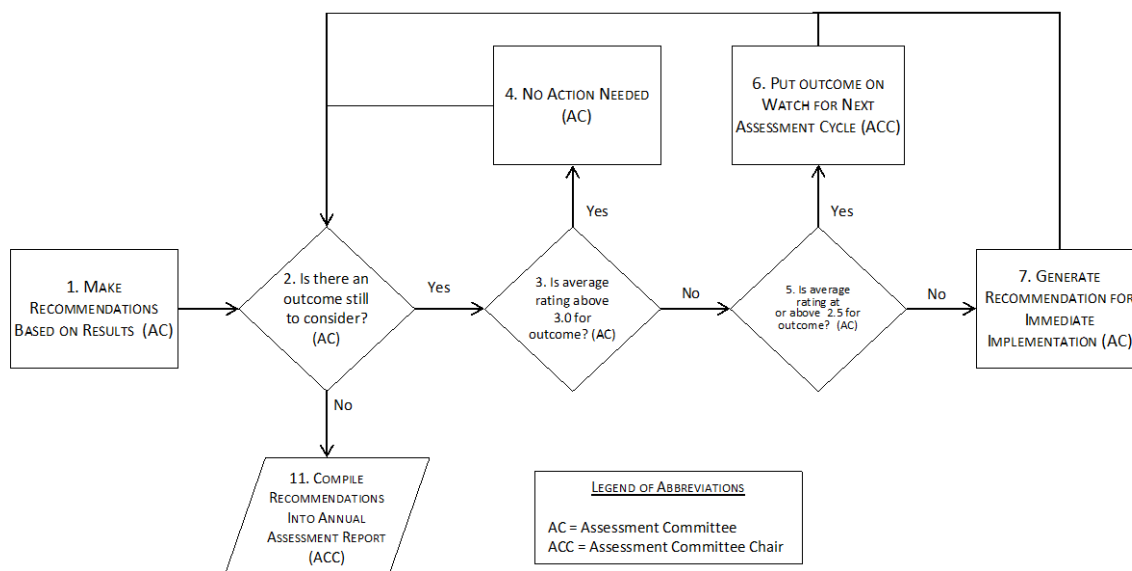 4. No Action Needed
(AC)
6. Put outcome on
Watch for Next
Assessment Cycle (ACC)
Yes
Yes
1. Make
Recommendations
Based on Results (AC)
2. Is there an
outcome still
to consider?
(AC)
Yes
3. Is average
rating above
3.0 for
outcome? (AC)
No
5. Is average
rating at
or above 2.5 for
outcome? (AC)
No
7. Generate
Recommendation for
Immediate
Implementation (AC)
No
11. Compile
Recommendations
Into Annual
Assessment Report
(ACC)
Legend of Abbreviations
AC = Assessment Committee
ACC = Assessment Committee Chair